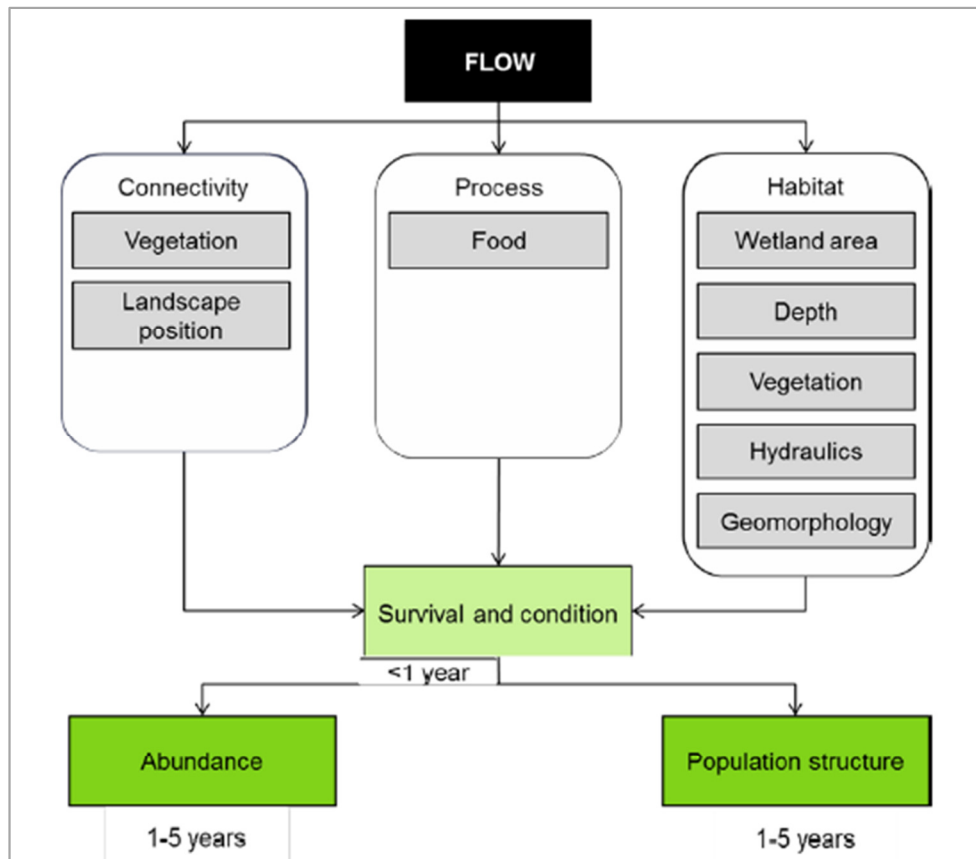 FLOW
Connectivity
Vegetation
Landscape
position
Process
Food
Habitat
Wetland area
Depth
Vegetation
Hydraulics
Geomorphology
Survival and condition
<1 year
Abundance
Population structure
1-5 years
1-5 years